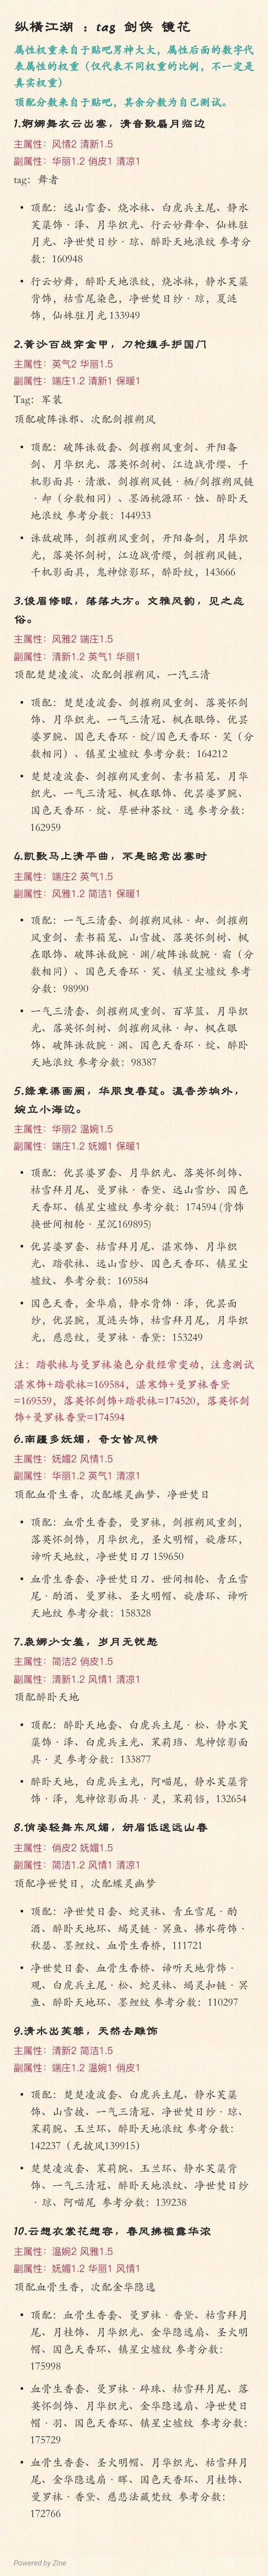 纵横江湖 ：tag 剑侠 镜花
属性权重来自于贴吧男神大大，属性后面的数字代
表属性的权重（仅代表不同权重的比例，不一定是
真实权重）
顶配分数来自于贴吧，其余分数为自己测试。
1.婀娜舞衣云出塞，清音歌扇月临边
主属性：风情2 清新1.5
副属性：华丽1.2 俏皮1 清凉1
tag：舞者
• 顶配：远山雪套、烧冰袜、白虎兵主尾、静水
芙蕖饰·泽、月华织光、行云妙舞伞、仙姝驻
月光、净世焚日纱·琼、醉卧天地浪纹 参考分
数：160948
• 行云妙舞，醉卧天地浪纹，烧冰袜，静水芙蕖
背饰，枯雪尾染色，净世焚日纱·琼，夏涟
饰，仙姝驻月光 133949
2.黄沙百战穿金甲，刀枪握手护国门
主属性：英气2 华丽1.5
副属性：端庄1.2 清新1 保暖1
Tag：军装
顶配破阵诛邪、次配剑摧朔风
• 顶配：破阵诛敌套、剑摧朔风重剑、开阳备
剑、月华织光、落英怀剑树、江边战骨缨、千
机影面具·清澈、剑摧朔风链·栖/剑摧朔风链
·却（分数相同）、墨洒桃源环·蚀、醉卧天
地浪纹 参考分数：144933
• 诛敌破阵，剑摧朔风重剑，开阳备剑，月华织
光，落英怀剑树，江边战骨缨，剑摧朔风链，
千机影面具，鬼神惊影环，醉卧纹，143666
3.俊眉修眼，落落大方。文雅风韵，见之忘
俗。
主属性：风雅2 端庄1.5
副属性：清新1.2 英气1 华丽1
顶配楚楚凌波、次配剑摧朔风、一汽三清
• 顶配：楚楚凌波套、剑摧朔风重剑、落英怀剑
饰、月华织光、一气三清冠、枫在眼饰、优昙
婆罗腕、国色天香环·绽/国色天香环·笑（分
数相同）、镇星尘墟纹 参考分数：164212
• 楚楚凌波套、剑摧朔风重剑、素书箱笼、月华
织光、一气三清冠、枫在眼饰、优昙婆罗腕、
国色天香环·绽、莩世神茶纹·逃 参考分数：
162959
4.凯歌马上清平曲，不是昭君出塞时
主属性：端庄2 英气1.5
副属性：风雅1.2 简洁1 保暖1
• 顶配：一气三清套、剑摧朔风袜·却、剑摧朔
风重剑、素书箱笼、山雪披、落英怀剑树、枫
在眼饰、破阵诛敌腕·渊/破阵诛敌腕·霜（分
数相同）、国色天香环·笑、镇星尘墟纹 参考
分数：98990
• 一气三清套、剑摧朔风重剑、百草篮、月华织
光、落英怀剑树、剑摧朔风袜·却、枫在眼
饰、破阵诛敌腕·渊、国色天香环·绽、醉卧
天地浪纹 参考分数：98387
5.绛章渠画阙，华服曳春莛。温香芳垧外，
婉立小海边。
主属性：华丽2 温婉1.5
副属性：端庄1.2 妩媚1 保暖1
• 顶配：优昙婆罗套、月华织光、落英怀剑饰、
枯雪拜月尾、曼罗袜·香黛、远山雪纱、国色
天香环、镇星尘墟纹 参考分数：174594 (背饰
换世间相轮·星沉169895)
• 优昙婆罗套、枯雪拜月尾、湛寒饰、月华织
光、踏歌袜、远山雪纱、国色天香环、镇星尘
墟纹、参考分数：169584
• 国色天香，金华扇，静水背饰·泽，优昙面
纱，优昙腕，夏涟头饰，枯雪拜月尾，月华织
光，慈悲纹，曼罗袜·香黛：153249
注：踏歌袜与曼罗袜染色分数经常变动，注意测试
湛寒饰+踏歌袜=169584，湛寒饰+曼罗袜香黛
=169559，落英怀剑饰+踏歌袜=174520，落英怀剑
饰+曼罗袜香黛=174594
6.南疆多妩媚，奇女皆风情
主属性：妩媚2 风情1.5
副属性：华丽1.2 英气1 清凉1
顶配血骨生香，次配蝶灵幽梦、净世焚日
• 顶配：血骨生香套，曼罗袜，剑摧朔风重剑，
落英怀剑饰，月华织光，圣火明帽，旋唐环，
谛听天地纹，净世焚日刀 159650
• 血骨生香套、净世焚日刀、世间相轮、青丘雪
尾·酌酒、曼罗袜、圣火明帽、旋唐环、谛听
天地纹 参考分数：158328
7.袅娜少女羞，岁月无忧愁
主属性：简洁2 俏皮1.5
副属性：清新1.2 风情1 清凉1
顶配醉卧天地
• 顶配：醉卧天地套、白虎兵主尾·松、静水芙
蕖饰·泽、白虎兵主光、茉莉珰、鬼神惊影面
具·灵 参考分数：133877
• 醉卧天地，白虎兵主光，阿喵尾，静水芙蕖背
饰·泽，鬼神惊影面具·灵，茉莉铛，132654
8.俏姿轻舞东风媚，妍眉低送远山春
主属性：俏皮2 妩媚1.5
副属性：简洁1.2 风情1 清凉1
顶配净世焚日，次配蝶灵幽梦
• 顶配：净世焚日套、蛇灵袜、青丘雪尾·酌
酒、醉卧天地环、蝎灵链·冥鱼、拂水荷饰·
秋瑟、墨鲤纹、血骨生香桥，111721
• 净世焚日套、血骨生香桥、谛听天地背饰·
观、白虎兵主尾·松、蛇灵袜、蝎灵扣链·冥
鱼、醉卧天地环、墨鲤纹 参考分数：110297
9.清水出芙蓉，天然去雕饰
主属性：清新2 简洁1.5
副属性：端庄1.2 温婉1 俏皮1
• 顶配：楚楚凌波套、白虎兵主尾、静水芙蕖
饰、山雪披、一气三清冠、净世焚日纱·琼、
茉莉腕、玉兰环、醉卧天地浪纹 参考分数：
142237（无披风139915）
• 楚楚凌波套、茉莉腕、玉兰环、静水芙蕖背
饰、一气三清冠、醉卧天地浪纹、净世焚日纱
·琼、阿喵尾 参考分数：139238
10.云想衣裳花想容，春风拂槛露华浓
主属性：温婉2 风雅1.5
副属性：妩媚1.2 华丽1 风情1
顶配血骨生香，次配金华隐逸
• 顶配：血骨生香套、曼罗袜·香黛、枯雪拜月
尾、月桂饰、月华织光、金华隐逸扇、圣火明
帽、国色天香环、镇星尘墟纹 参考分数：
175998
• 血骨生香套、曼罗袜·碎珠、枯雪拜月尾、落
英怀剑饰、月华织光、金华隐逸扇、净世焚日
帽·羽、国色天香环、镇星尘墟纹 参考分数：
175729
• 血骨生香套、圣火明帽、月华织光、枯雪拜月
尾、金华隐逸扇·晖、国色天香环、月桂饰、
曼罗袜·香黛、慈悲法藏梵纹 参考分数：
172766
Powered by Zine